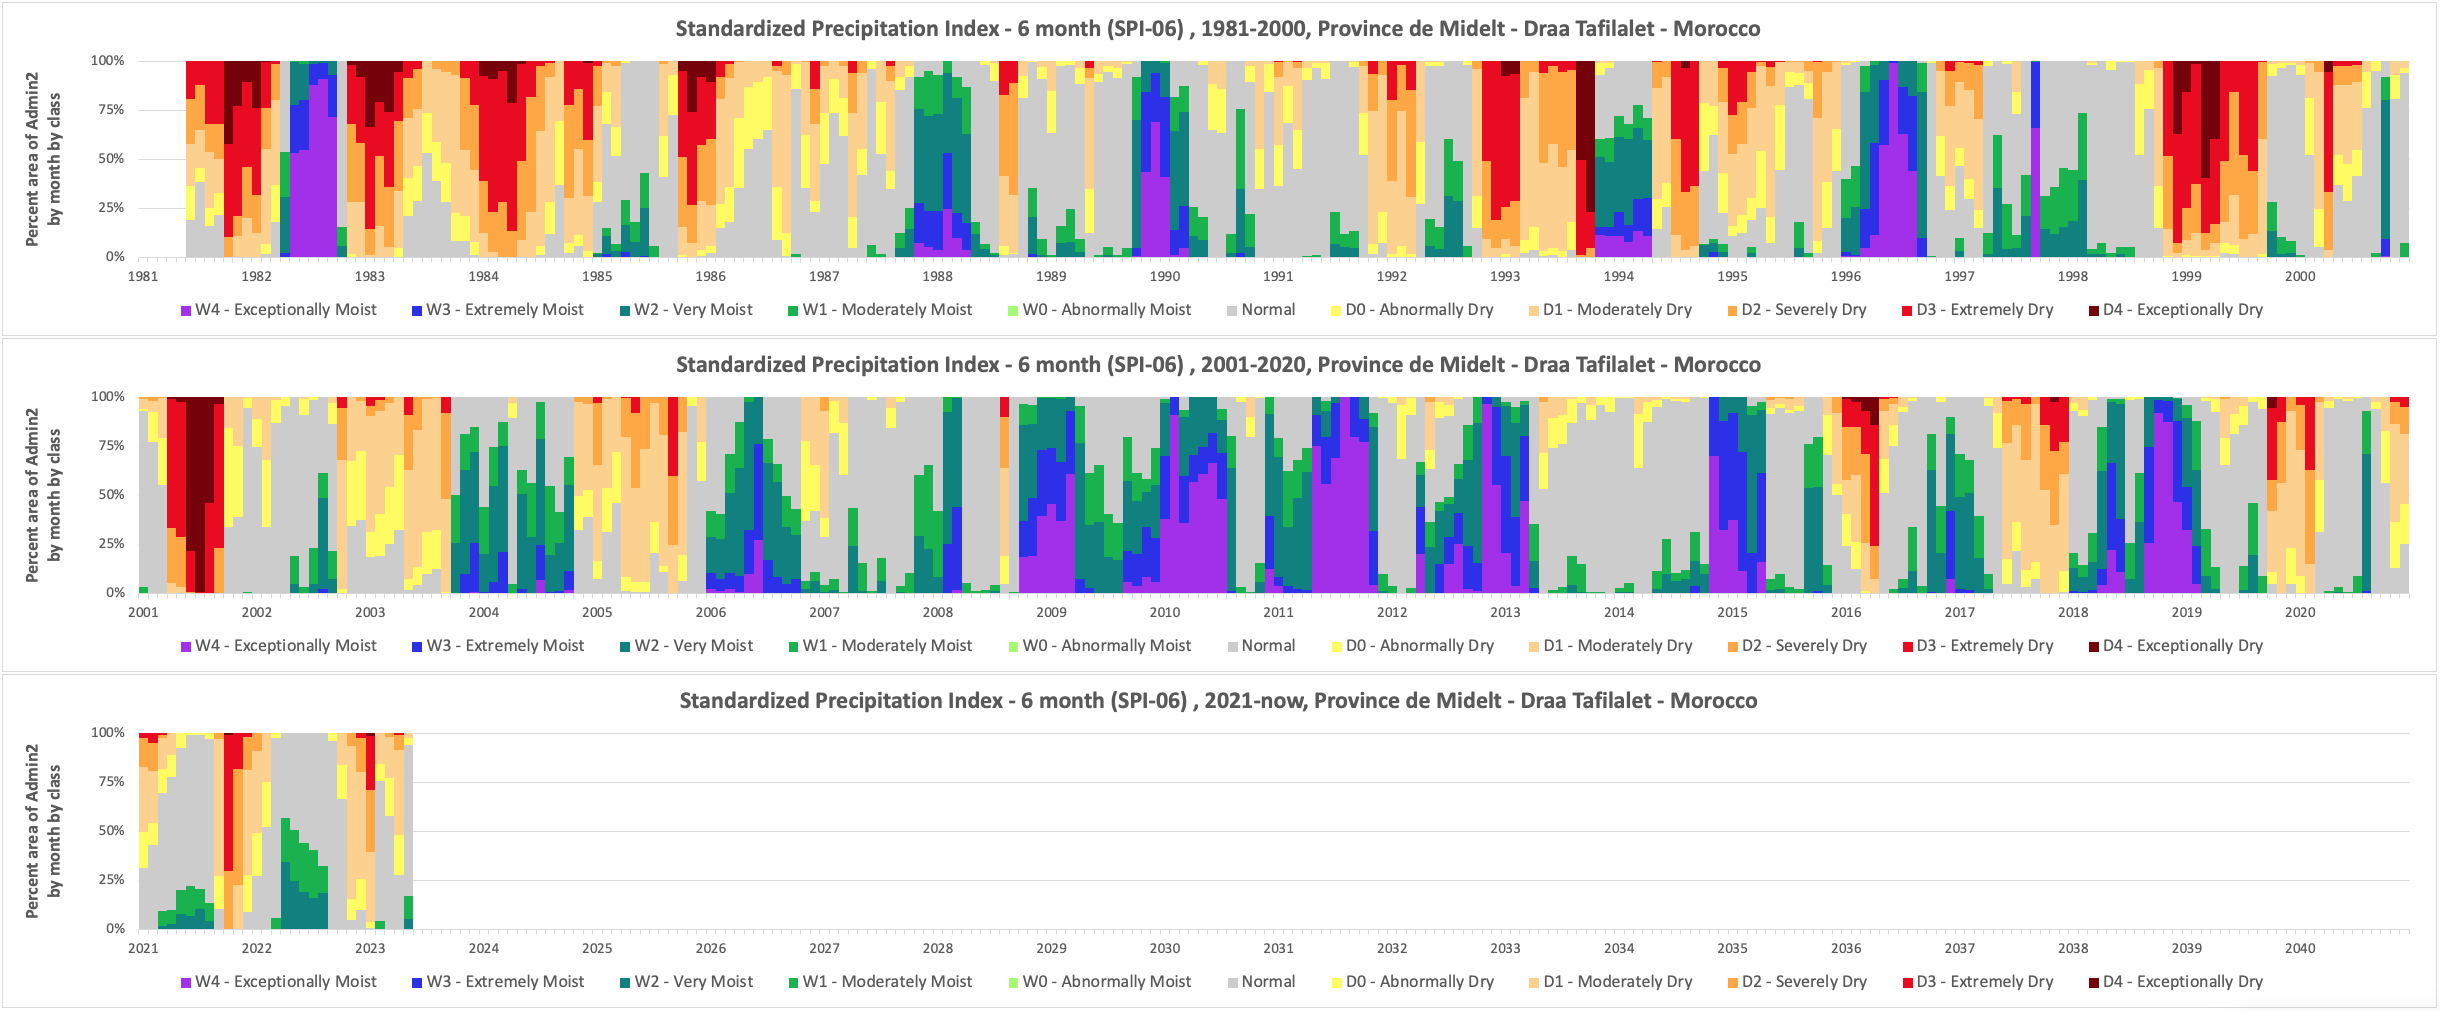 Standardized Precipitation Index - 6 month (SPI-06) , 1981-2000, Province de Midelt - Draa Tafilalet - Morocco
Percent area of Admin2
by month by class
100%
75%
50%
25%
0%
1981 1982 1983 1984 1985 1986 1987 1988 1989 1990 1991 1992 1993 1994 1995 1996 1997 1998 1999 2000
W4 - Exceptionally Moist W3 - Extremely Moist W2 - Very Moist W1 - Moderately Moist W0 - Abnormally Moist Normal D0 - Abnormally Dry D1 - Moderately Dry D2 - Severely Dry D3 - Extremely Dry D4 - Exceptionally Dry
Standardized Precipitation Index - 6 month (SPI-06) , 2001-2020, Province de Midelt - Draa Tafilalet - Morocco
Percent area of Admin2
by month by class
100%
75%
50%
25%
0%
2001 2002 2003 2004 2005 2006 2007 2008 2009 2010 2011 2012 2013 2014 2015 2016 2017 2018 2019 2020
W4 - Exceptionally Moist W3 - Extremely Moist W2 - Very Moist W1 - Moderately Moist W0 - Abnormally Moist Normal D0 - Abnormally Dry D1 - Moderately Dry D2 - Severely Dry D3 - Extremely Dry D4 - Exceptionally Dry
Standardized Precipitation Index - 6 month (SPI-06) , 2021-now, Province de Midelt - Draa Tafilalet - Morocco
Percent area of Admin2
by month by class
100%
75%
50%
25%
0%
2021 2022 2023 2024 2025 2026 2027 2028 2029 2030 2031 2032 2033 2034 2035 2036 2037 2038 2039 2040
W4 - Exceptionally Moist W3 - Extremely Moist W2 - Very Moist W1 - Moderately Moist W0 - Abnormally Moist Normal D0 - Abnormally Dry D1 - Moderately Dry D2 - Severely Dry D3 - Extremely Dry D4 - Exceptionally Dry